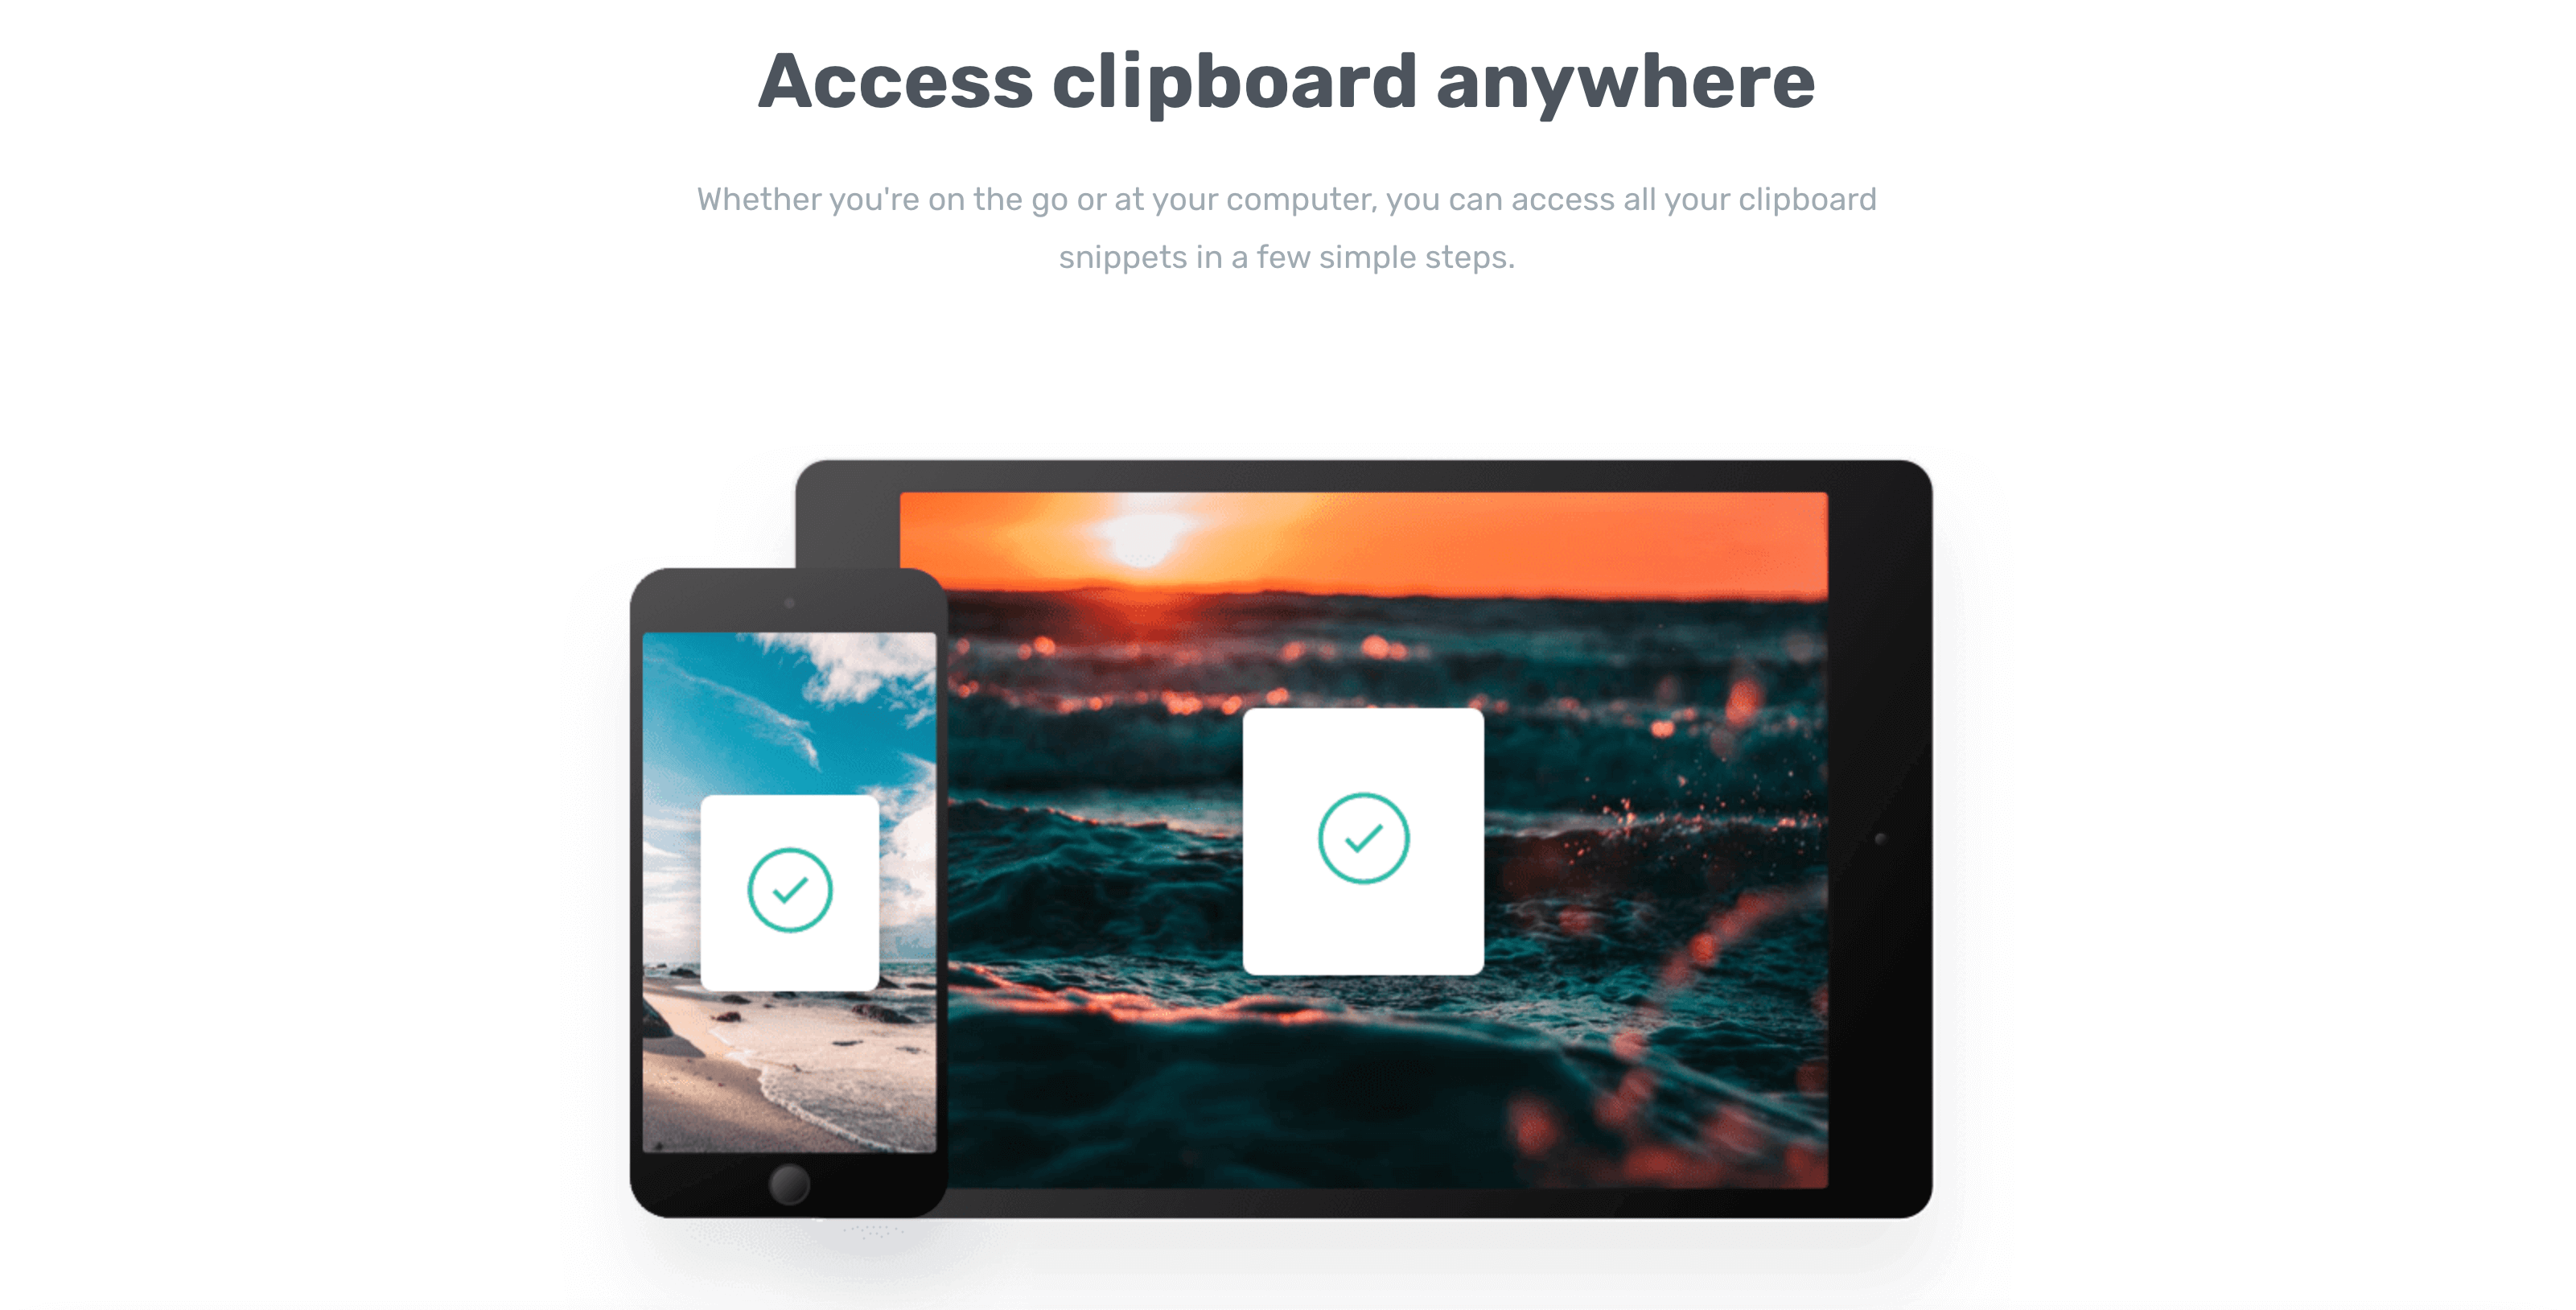 Access clipboard anywhere
Whether you're on the go or at your computer, you can access all your clipboard
snippets in a few simple steps.